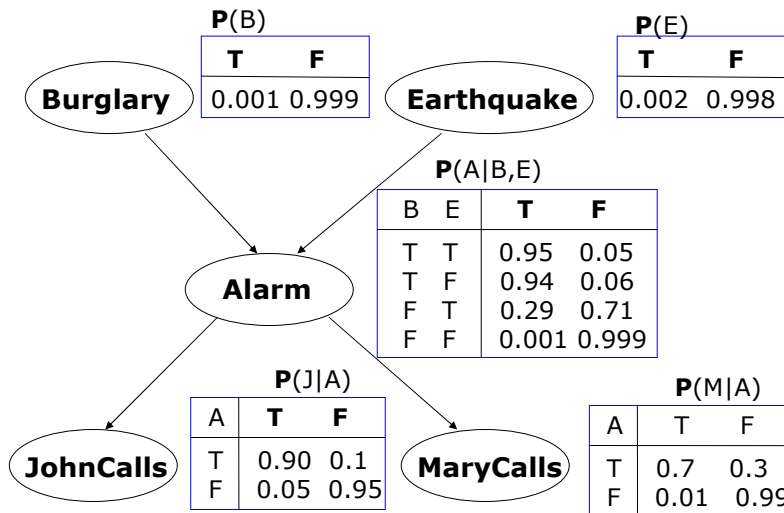 P(B)
T F
0.001 0.999
Burglary
P(E)
T F
0.002 0.998
Earthquake
P(A|B,E)
B E T F
T T 0.95 0.05
T F 0.94 0.06
F T 0.29 0.71
F F 0.001 0.999
Alarm
P(J|A)
A T F
T 0.90 0.1
F 0.05 0.95
JohnCalls
MaryCalls
P(M|A)
A T F
T 0.7 0.3
F 0.01 0.99